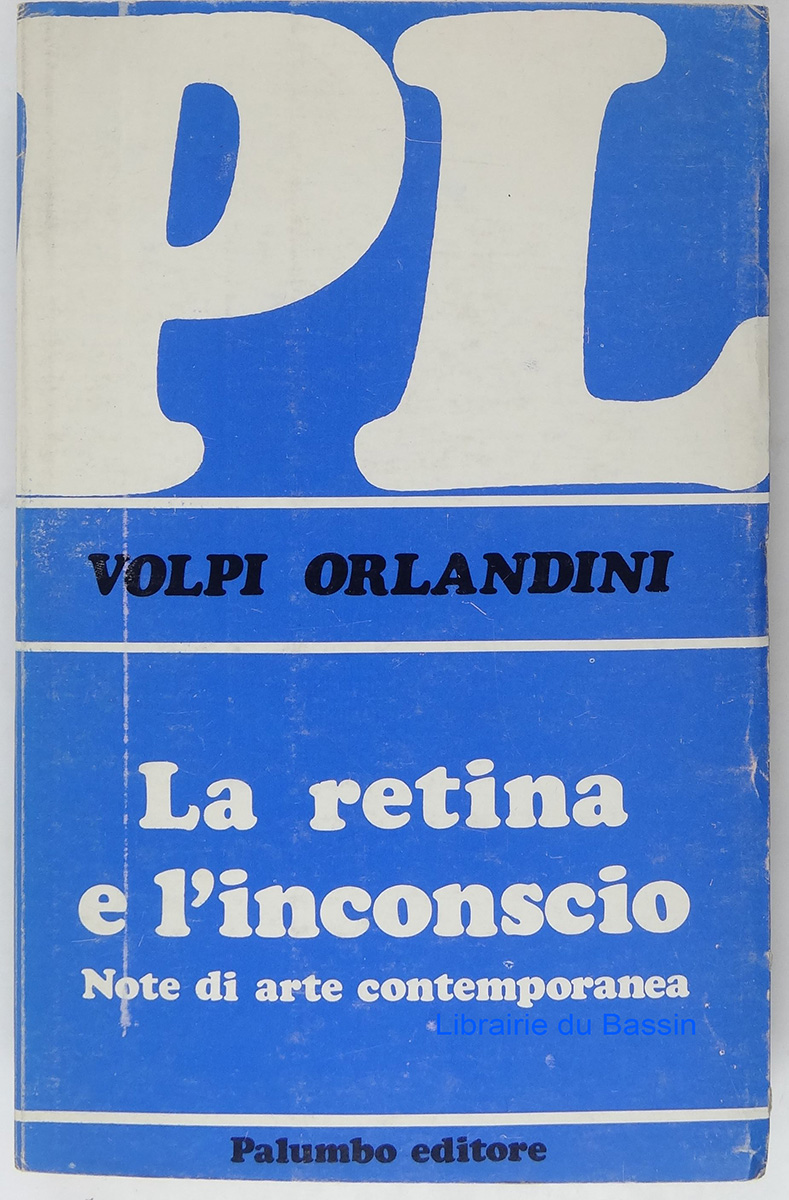 PL
VOLPI ORLANDINI
La retina
e l'inconscio
Note di arte contemporanea
Librairie du Bassin
Palumbo editore